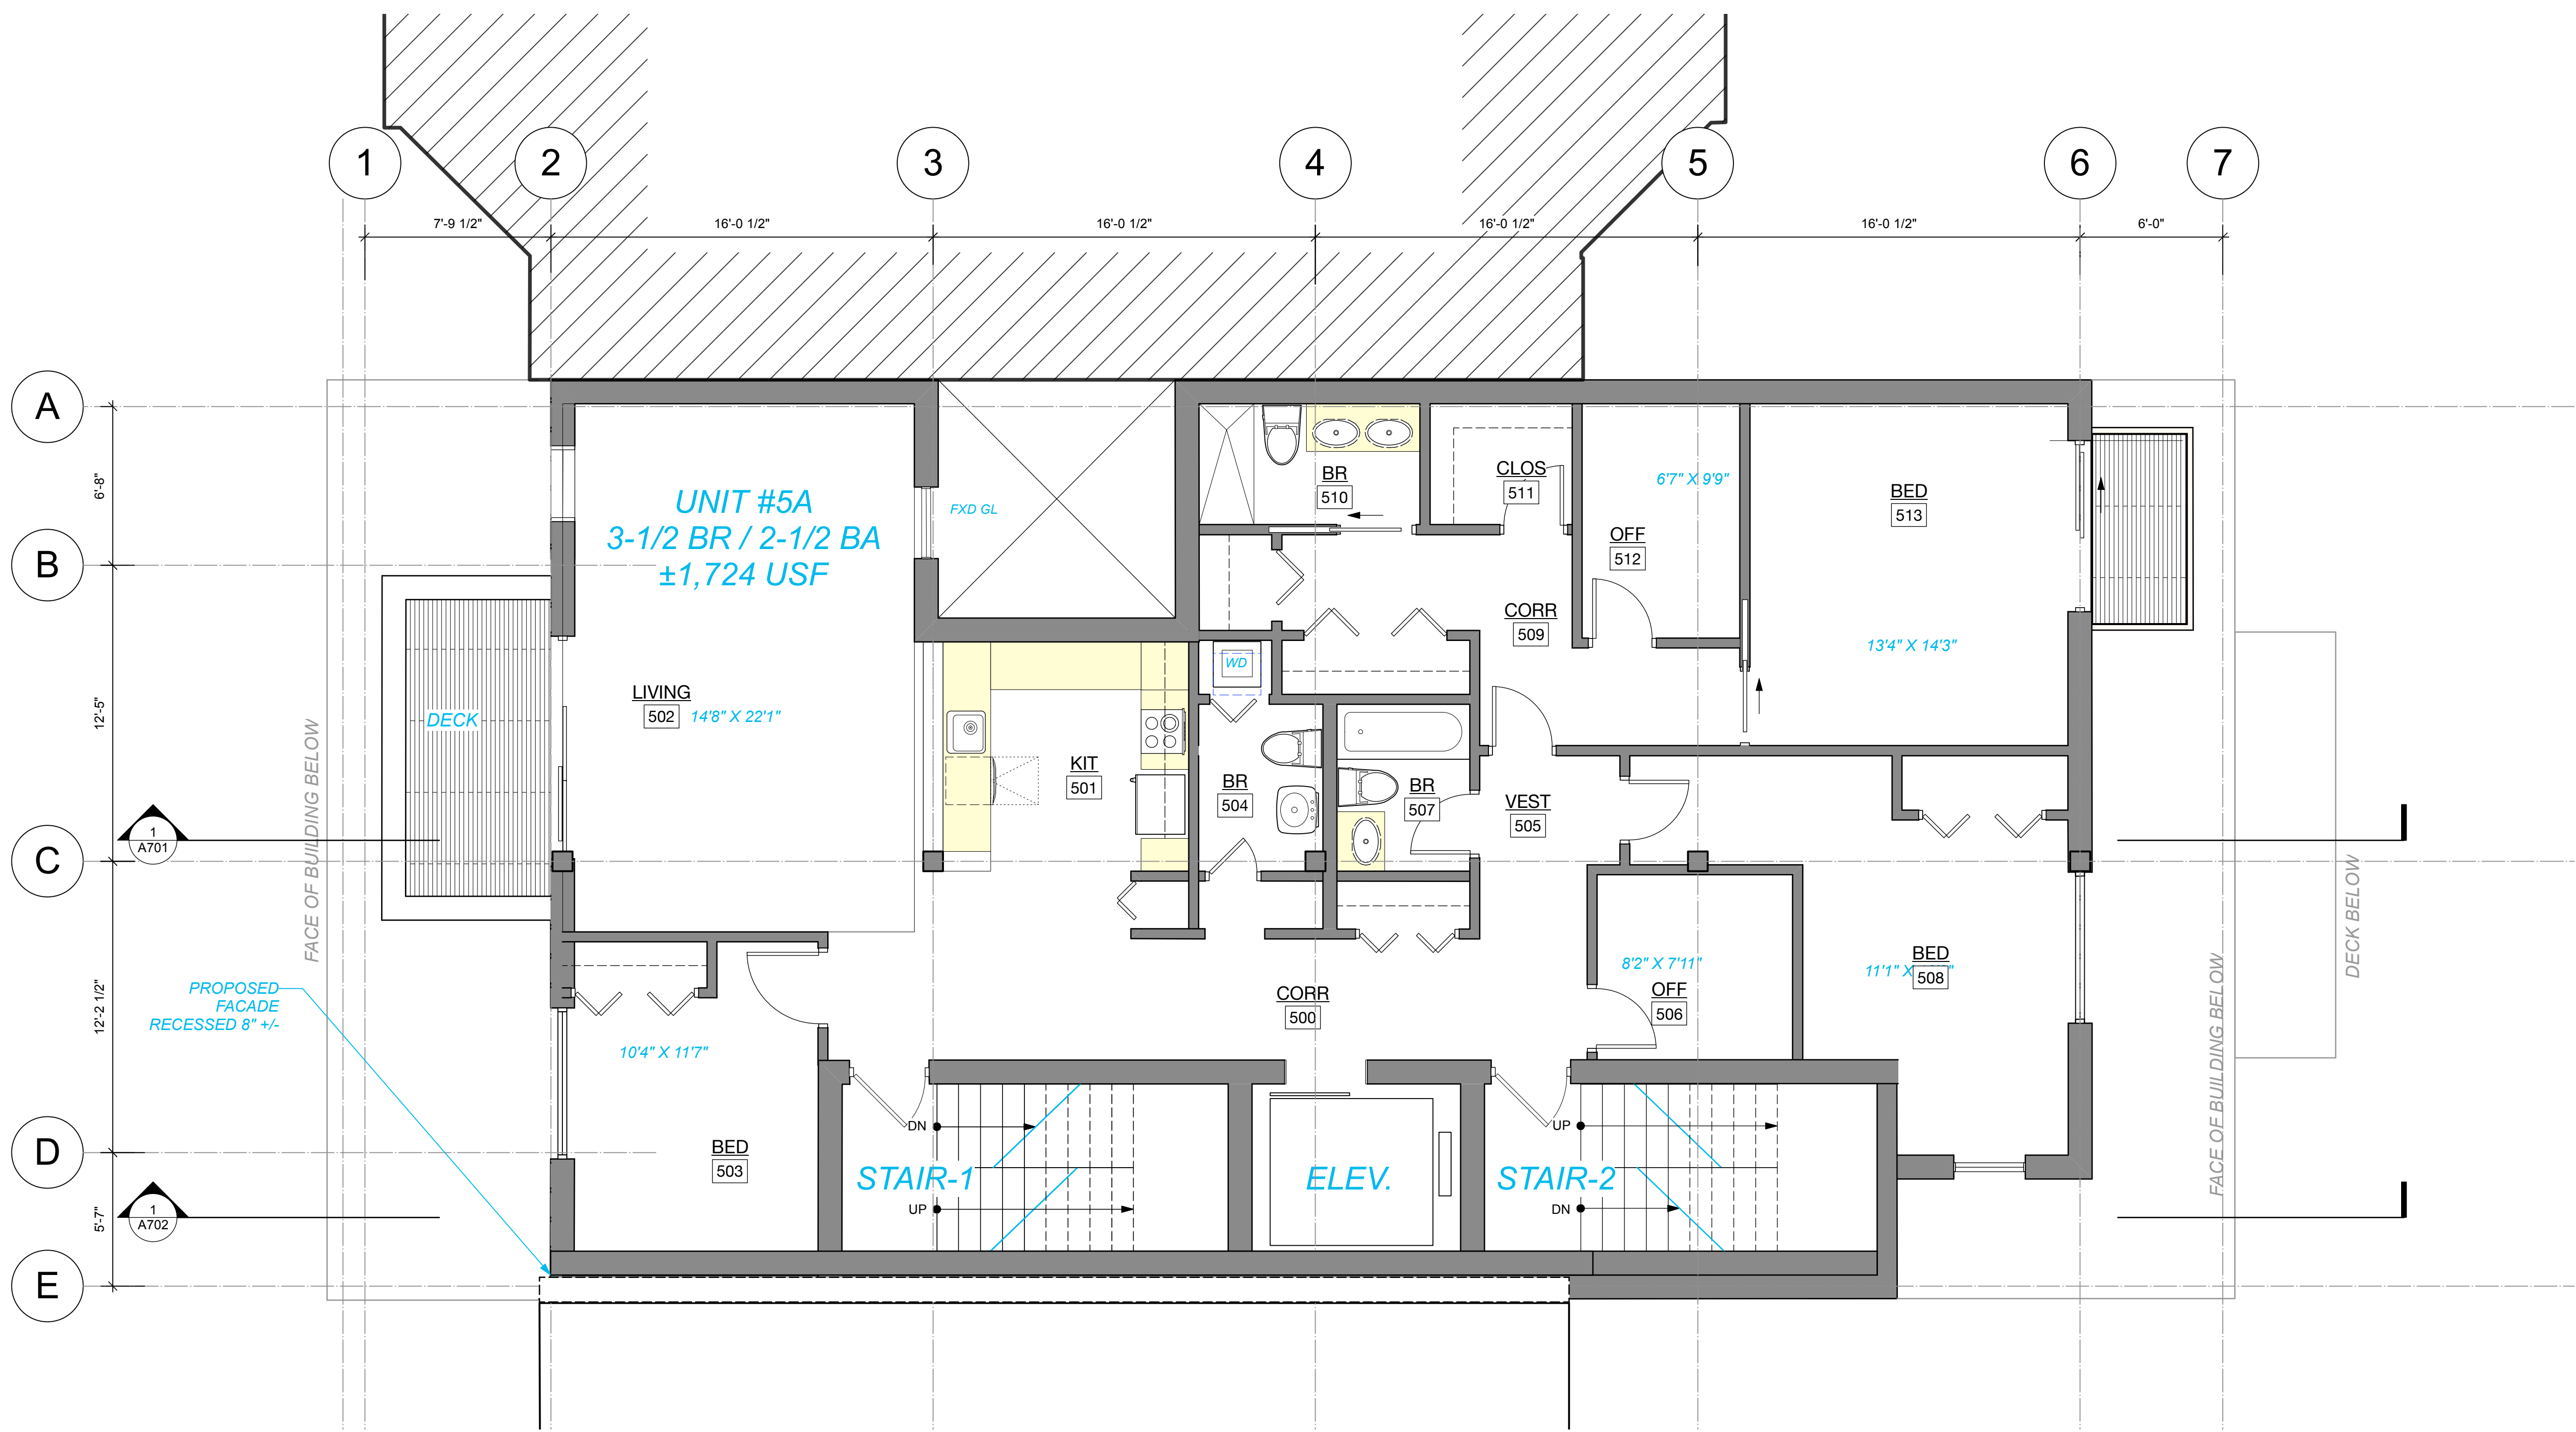 1
2
3
4
5
6
7
7'-9 1/2"
16'-0 1/2"
16'-0 1/2"
16'-0 1/2"
16'-0 1/2"
6'-0"
A
B
C
D
E
6'-8"
12'-5"
12'-2 1/2"
5'-7"
UNIT #5A
3-1/2 BR / 2-1/2 BA
±1,724 USF
FXD GL
BR
510
CLOS
511
6'7" X 9'9"
OFF
512
BED
513
13'4" X 14'3"
CORR
509
LIVING
502
14'8" X 22'1"
DECK
WD
KIT
501
BR
504
BR
507
VEST
505
1
A701
FACE OF BUILDING BELOW
PROPOSED
FACADE
RECESSED 8" +/-
10'4" X 11'7"
CORR
500
8'2" X 7'11"
OFF
506
BED
11'1" X
508
DECK BELOW
FACE OF BUILDING BELOW
BED
503
DN
STAIR-1
UP
ELEV.
UP
STAIR-2
DN
1
A702